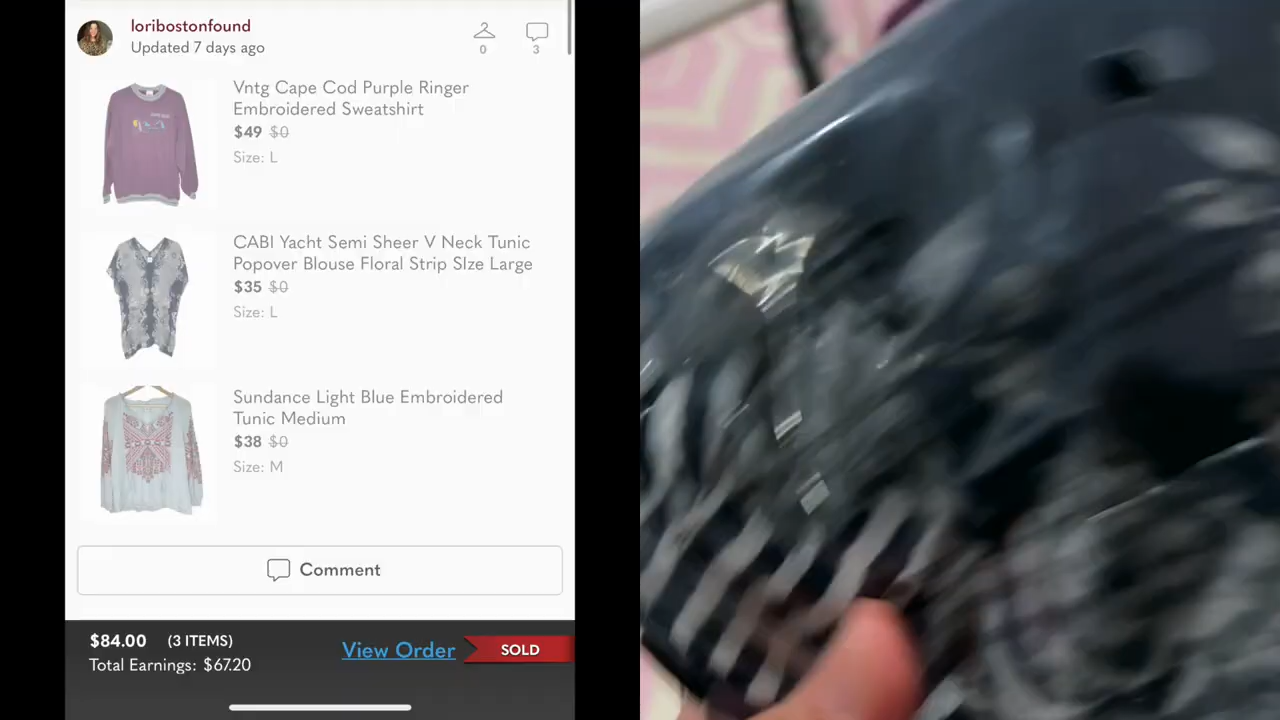 loribostonfound
Updated 7 days ago
0
3
Vntg Cape Cod Purple Ringer
Embroidered Sweatshirt
$49 $0
Size: L
CABI Yacht Semi Sheer V Neck Tunic
Popover Blouse Floral Strip SIze Large
$35 $0
Size: L
Sundance Light Blue Embroidered
Tunic Medium
$38 $0
Size: M
Comment
$84.00 (3 ITEMS)
View Order
SOLD
Total Earnings: $67.20